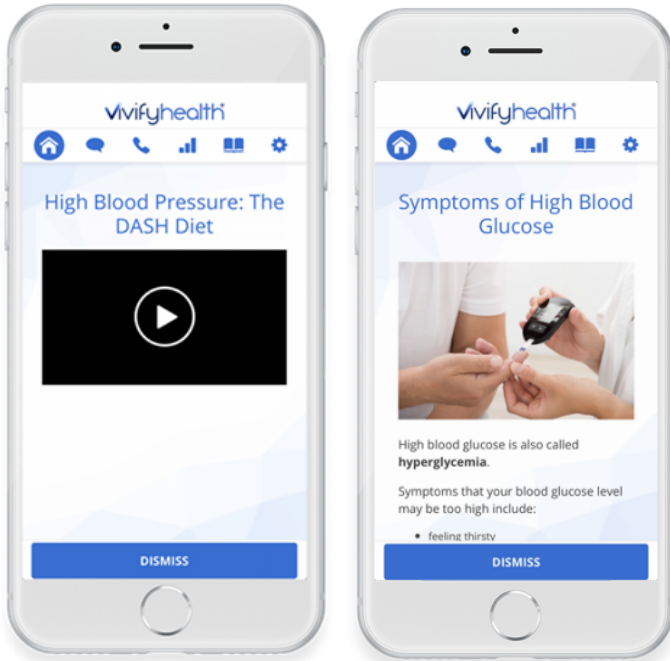 vivifyhealth
High Blood Pressure: The
DASH Diet
DISMISS
vivifyhealth
Symptoms of High Blood
Glucose
High blood glucose is also called
hyperglycemia.
Symptoms that your blood glucose level
may be too high include:
• feeling thirsty
DISMISS